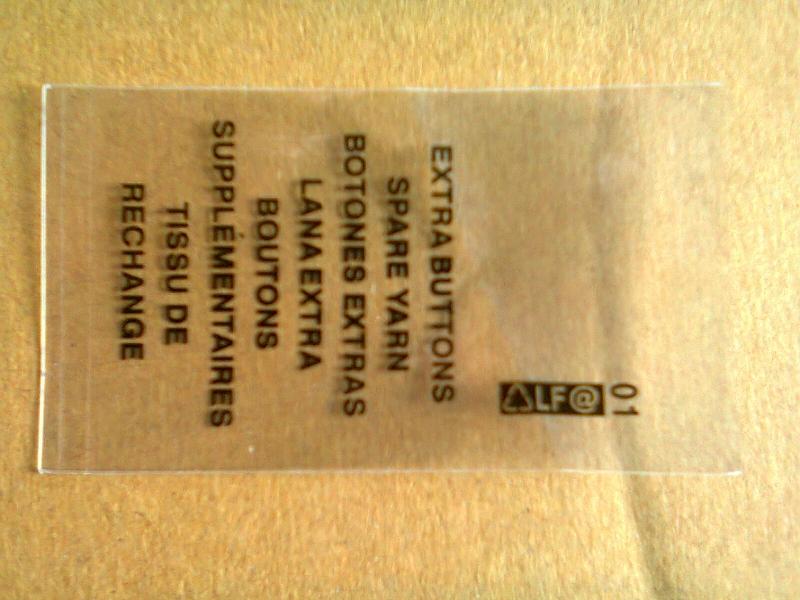 01
LF@
EXTRA BUTTONS
SPARE YARN
BOTONES EXTRAS
LANA EXTRA
BOUTONS
SUPPLÉMENTAIRES
TISSU DE
RECHANGE